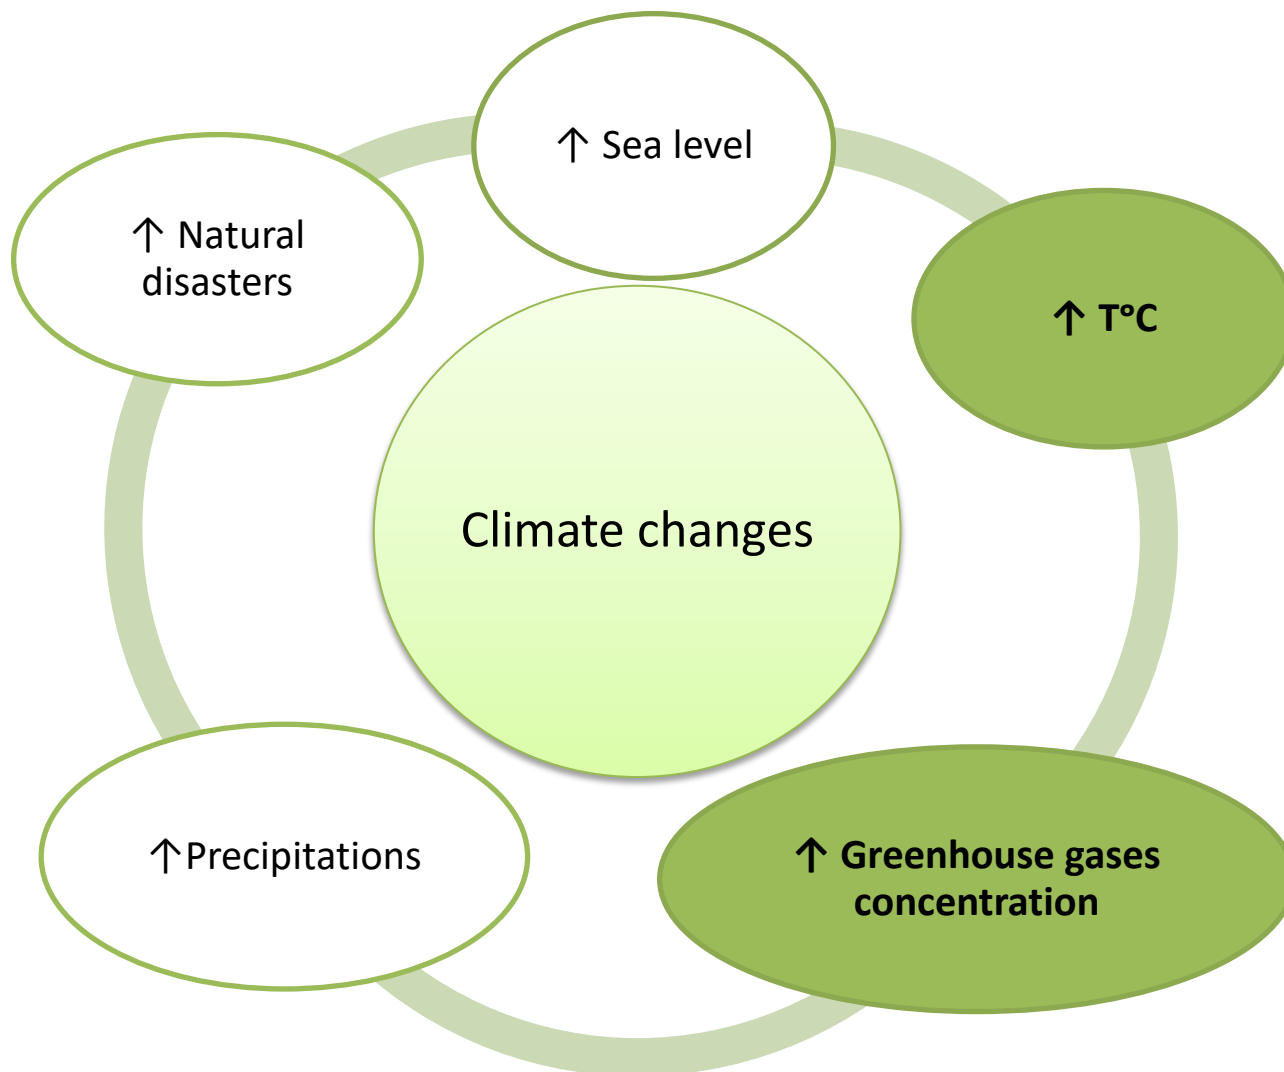 ↑ Sea level
↑ Natural
disasters
↑ T°C
Climate changes
↑Precipitations
↑ Greenhouse gases
concentration